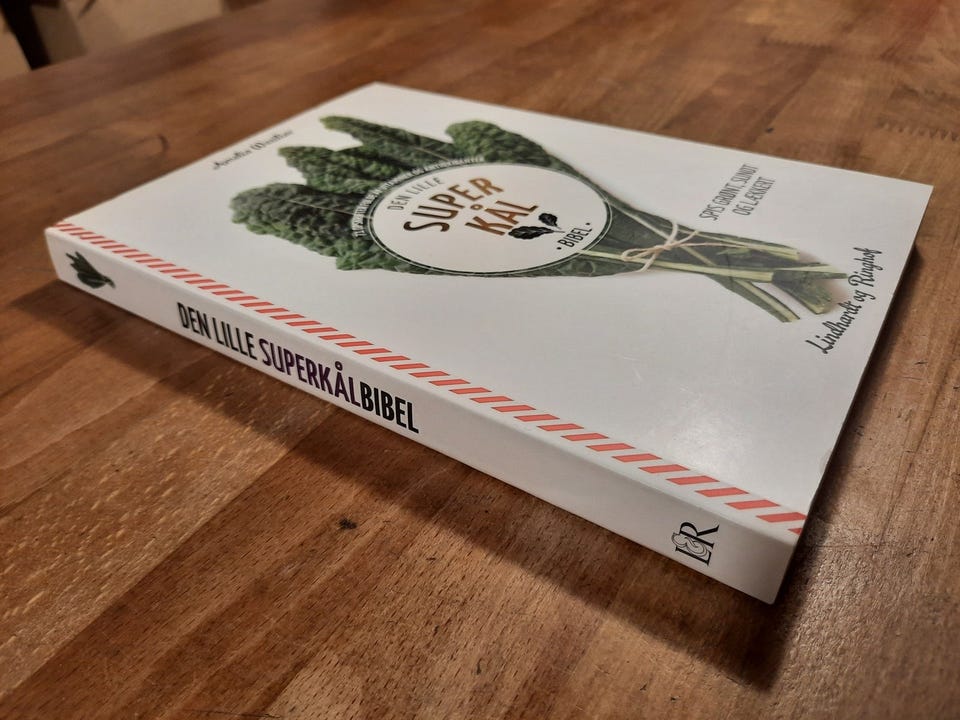 DEN LILLE
SUPER
KÅL
• BIBEL •
SPIS GRØNT, SUNDT
OG LÆKKERT
Lindhardt og Ringhof
DEN LILLE SUPERKÅLBIBEL
L&R